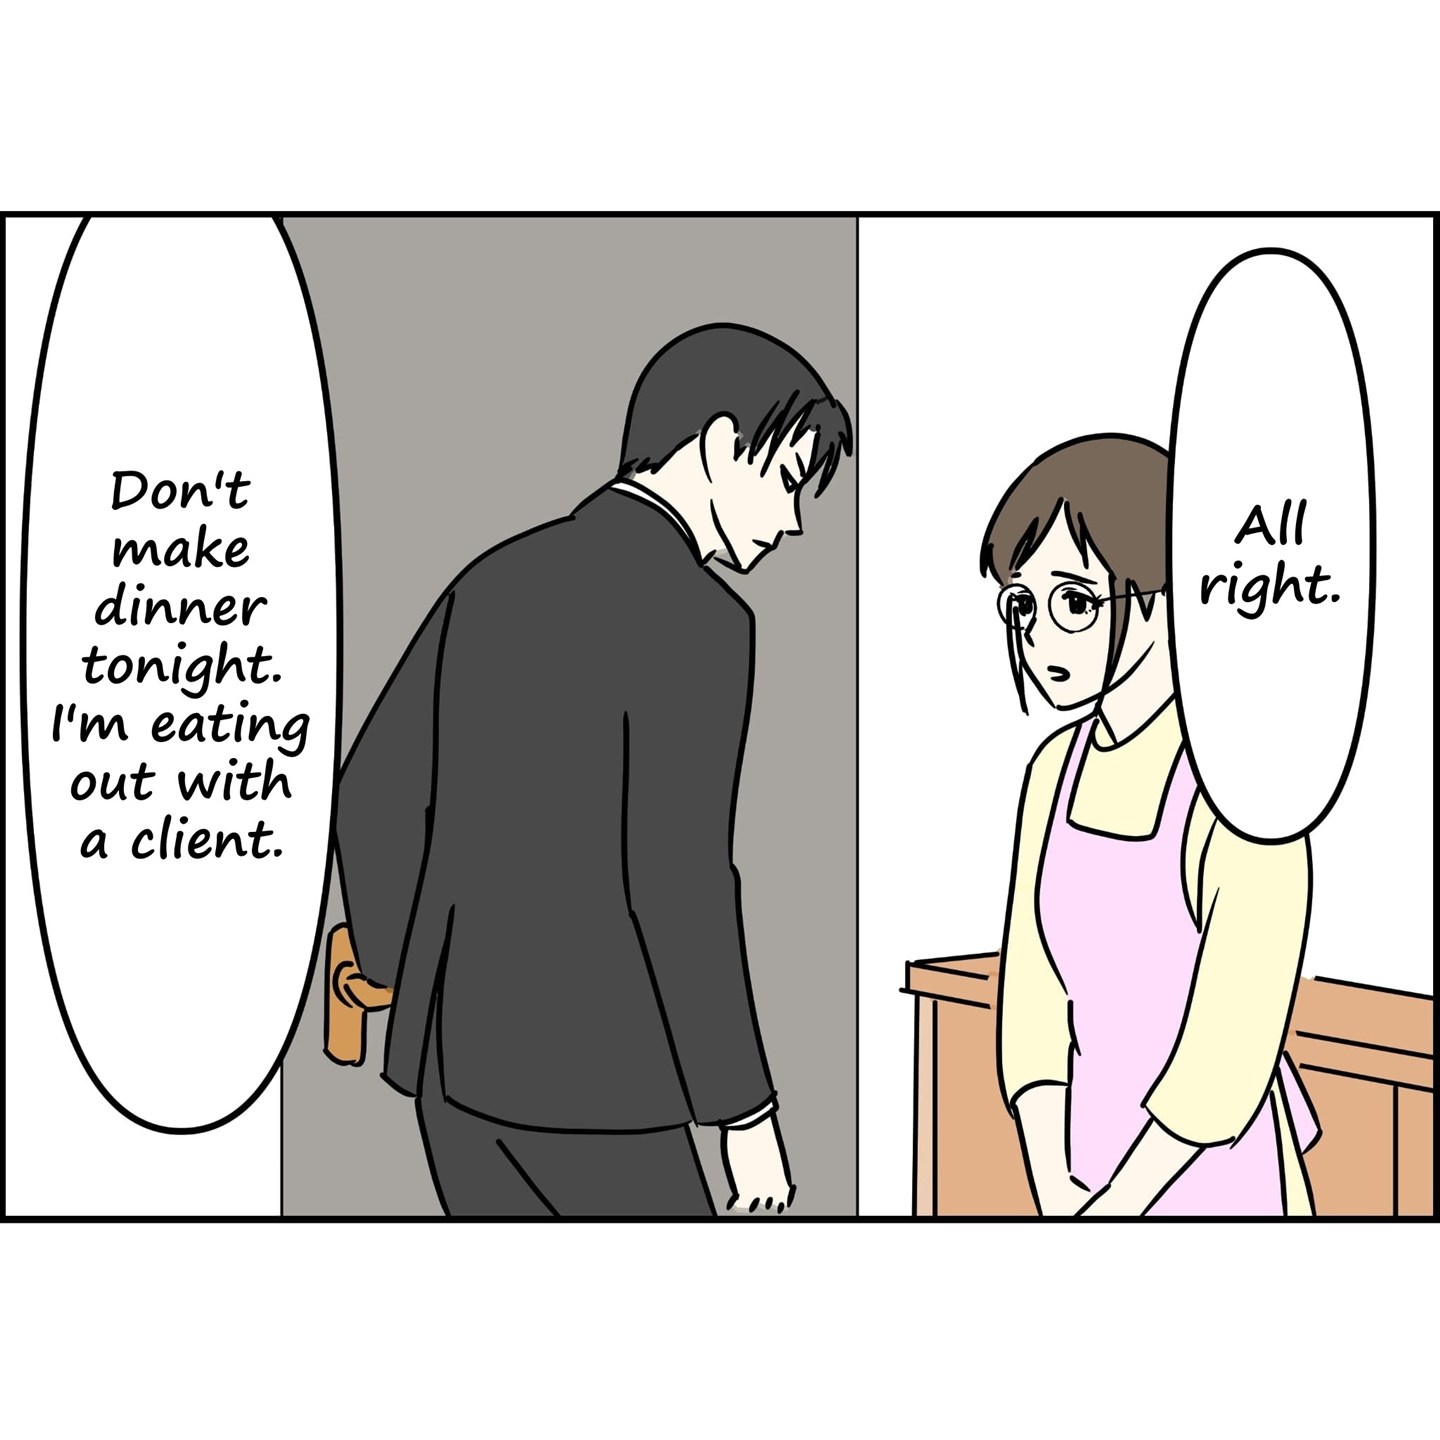 Don't
make
dinner
tonight.
I'm eating
out with
a client.
All
right.